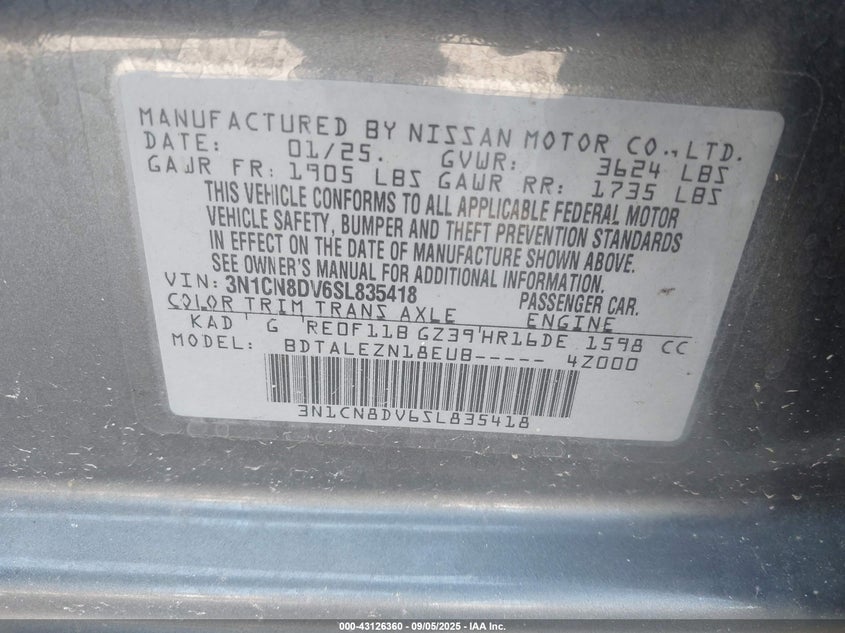 MANUFACTURED BY NISSAN MOTOR CO.,LTD.
DATE: 01/25. GVWR: 3624 LBS
GAWR FR: 1905 LBS GAWR RR: 1735 LBS
THIS VEHICLE CONFORMS TO ALL APPLICABLE FEDERAL MOTOR
VEHICLE SAFETY, BUMPER AND THEFT PREVENTION STANDARDS
IN EFFECT ON THE DATE OF MANUFACTURE SHOWN ABOVE.
SEE OWNER'S MANUAL FOR ADDITIONAL INFORMATION.
VIN: 3N1CN8DV6SL835418 PASSENGER CAR.
COLOR TRIM TRANS AXLE ENGINE
KAD ' G 'RE0F11B GZ39'HR16DE 1598 CC
MODEL: BDTALEZN18EUB----- 4Z000
3N1CN8DV6SL835418
000-43126360 - 09/05/2025 - IAA Inc.